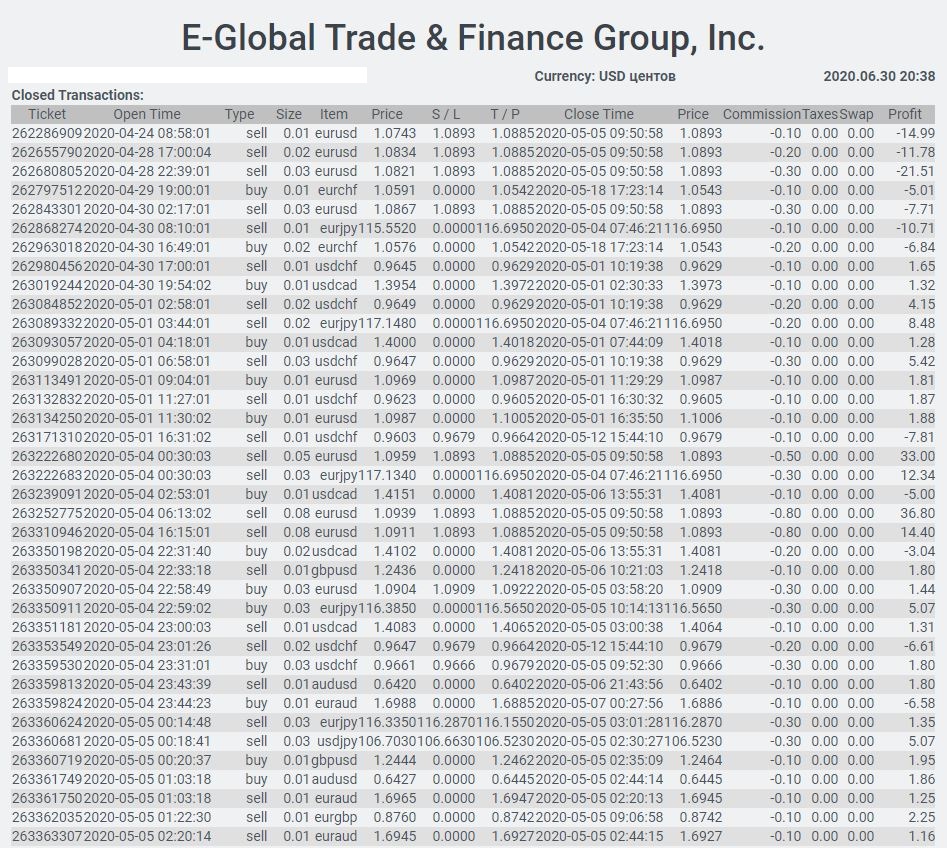 E-Global Trade & Finance Group, Inc.
Currency: USD центов 2020.06.30 20:38
Closed Transactions:
Ticket Open Time Type Size Item Price S / L T / P Close Time Price Commission Taxes Swap Profit
262286909 2020-04-24 08:58:01 sell 0.01 eurusd 1.0743 1.0893 1.0885 2020-05-05 09:50:58 1.0893 -0.10 0.00 0.00 -14.99
262655790 2020-04-28 17:00:04 sell 0.02 eurusd 1.0834 1.0893 1.0885 2020-05-05 09:50:58 1.0893 -0.20 0.00 0.00 -11.78
262680805 2020-04-28 22:39:01 sell 0.03 eurusd 1.0821 1.0893 1.0885 2020-05-05 09:50:58 1.0893 -0.30 0.00 0.00 -21.51
262797512 2020-04-29 19:00:01 buy 0.01 eurchf 1.0591 0.0000 1.0542 2020-05-18 17:23:14 1.0543 -0.10 0.00 0.00 -5.01
262843301 2020-04-30 02:17:01 sell 0.03 eurusd 1.0867 1.0893 1.0885 2020-05-05 09:50:58 1.0893 -0.30 0.00 0.00 -7.71
262868274 2020-04-30 08:10:01 sell 0.01 eurjpy 115.5520 0.0000 116.6950 2020-05-04 07:46:21 116.6950 -0.10 0.00 0.00 -10.71
262963018 2020-04-30 16:49:01 buy 0.02 eurchf 1.0576 0.0000 1.0542 2020-05-18 17:23:14 1.0543 -0.20 0.00 0.00 -6.84
262980456 2020-04-30 17:00:01 sell 0.01 usdchf 0.9645 0.0000 0.9629 2020-05-01 10:19:38 0.9629 -0.10 0.00 0.00 1.65
263019244 2020-04-30 19:54:02 buy 0.01 usdcad 1.3954 0.0000 1.3972 2020-05-01 02:30:33 1.3973 -0.10 0.00 0.00 1.32
263084852 2020-05-01 02:58:01 sell 0.02 usdchf 0.9649 0.0000 0.9629 2020-05-01 10:19:38 0.9629 -0.20 0.00 0.00 4.15
263089332 2020-05-01 03:44:01 sell 0.02 eurjpy 117.1480 0.0000 116.6950 2020-05-04 07:46:21 116.6950 -0.20 0.00 0.00 8.48
263093057 2020-05-01 04:18:01 buy 0.01 usdcad 1.4000 0.0000 1.4018 2020-05-01 07:44:09 1.4018 -0.10 0.00 0.00 1.28
263099028 2020-05-01 06:58:01 sell 0.03 usdchf 0.9647 0.0000 0.9629 2020-05-01 10:19:38 0.9629 -0.30 0.00 0.00 5.42
263113491 2020-05-01 09:04:01 buy 0.01 eurusd 1.0969 0.0000 1.0987 2020-05-01 11:29:29 1.0987 -0.10 0.00 0.00 1.81
263132832 2020-05-01 11:27:01 sell 0.01 usdchf 0.9623 0.0000 0.9605 2020-05-01 16:30:32 0.9605 -0.10 0.00 0.00 1.87
263134250 2020-05-01 11:30:02 buy 0.01 eurusd 1.0987 0.0000 1.1005 2020-05-01 16:35:50 1.1006 -0.10 0.00 0.00 1.88
263171310 2020-05-01 16:31:02 sell 0.01 usdchf 0.9603 0.9679 0.9664 2020-05-12 15:44:10 0.9679 -0.10 0.00 0.00 -7.81
263222680 2020-05-04 00:30:03 sell 0.05 eurusd 1.0959 1.0893 1.0885 2020-05-05 09:50:58 1.0893 -0.50 0.00 0.00 33.00
263222683 2020-05-04 00:30:03 sell 0.03 eurjpy 117.1340 0.0000 116.6950 2020-05-04 07:46:21 116.6950 -0.30 0.00 0.00 12.34
263239091 2020-05-04 02:53:01 buy 0.01 usdcad 1.4151 0.0000 1.4081 2020-05-06 13:55:31 1.4081 -0.10 0.00 0.00 -5.00
263252775 2020-05-04 06:13:02 sell 0.08 eurusd 1.0939 1.0893 1.0885 2020-05-05 09:50:58 1.0893 -0.80 0.00 0.00 36.80
263310946 2020-05-04 16:15:01 sell 0.08 eurusd 1.0911 1.0893 1.0885 2020-05-05 09:50:58 1.0893 -0.80 0.00 0.00 14.40
263350198 2020-05-04 22:31:40 buy 0.02 usdcad 1.4102 0.0000 1.4081 2020-05-06 13:55:31 1.4081 -0.20 0.00 0.00 -3.04
263350341 2020-05-04 22:33:18 sell 0.01 gbpusd 1.2436 0.0000 1.2418 2020-05-06 10:21:03 1.2418 -0.10 0.00 0.00 1.80
263350907 2020-05-04 22:58:49 buy 0.03 eurusd 1.0904 1.0909 1.0922 2020-05-05 03:58:20 1.0909 -0.30 0.00 0.00 1.44
263350911 2020-05-04 22:59:02 buy 0.03 eurjpy 116.3850 0.0000 116.5650 2020-05-05 10:14:13 116.5650 -0.30 0.00 0.00 5.07
263351181 2020-05-04 23:00:03 sell 0.01 usdcad 1.4083 0.0000 1.4065 2020-05-05 03:00:38 1.4064 -0.10 0.00 0.00 1.31
263353549 2020-05-04 23:01:26 sell 0.02 usdchf 0.9647 0.9679 0.9664 2020-05-12 15:44:10 0.9679 -0.20 0.00 0.00 -6.61
263359530 2020-05-04 23:31:01 buy 0.03 usdchf 0.9661 0.9666 0.9679 2020-05-05 09:52:30 0.9666 -0.30 0.00 0.00 1.80
263359813 2020-05-04 23:43:39 sell 0.01 audusd 0.6420 0.0000 0.6402 2020-05-06 21:43:56 0.6402 -0.10 0.00 0.00 1.80
263359824 2020-05-04 23:44:23 buy 0.01 euraud 1.6988 0.0000 1.6885 2020-05-07 00:27:56 1.6886 -0.10 0.00 0.00 -6.58
263360624 2020-05-05 00:14:48 sell 0.03 eurjpy 116.3350 116.2870 116.1550 2020-05-05 03:01:28 116.2870 -0.30 0.00 0.00 1.35
263360681 2020-05-05 00:18:41 sell 0.03 usdjpy 106.7030 106.6630 106.5230 2020-05-05 02:30:27 106.5230 -0.30 0.00 0.00 5.07
263360719 2020-05-05 00:20:37 buy 0.01 gbpusd 1.2444 0.0000 1.2462 2020-05-05 02:35:09 1.2464 -0.10 0.00 0.00 1.95
263361749 2020-05-05 01:03:18 buy 0.01 audusd 0.6427 0.0000 0.6445 2020-05-05 02:44:14 0.6445 -0.10 0.00 0.00 1.86
263361750 2020-05-05 01:03:18 sell 0.01 euraud 1.6965 0.0000 1.6947 2020-05-05 02:20:13 1.6945 -0.10 0.00 0.00 1.25
263362035 2020-05-05 01:22:30 sell 0.01 eurgbp 0.8760 0.0000 0.8742 2020-05-05 09:06:58 0.8742 -0.10 0.00 0.00 2.25
263363307 2020-05-05 02:20:14 sell 0.01 euraud 1.6945 0.0000 1.6927 2020-05-05 02:44:15 1.6927 -0.10 0.00 0.00 1.16